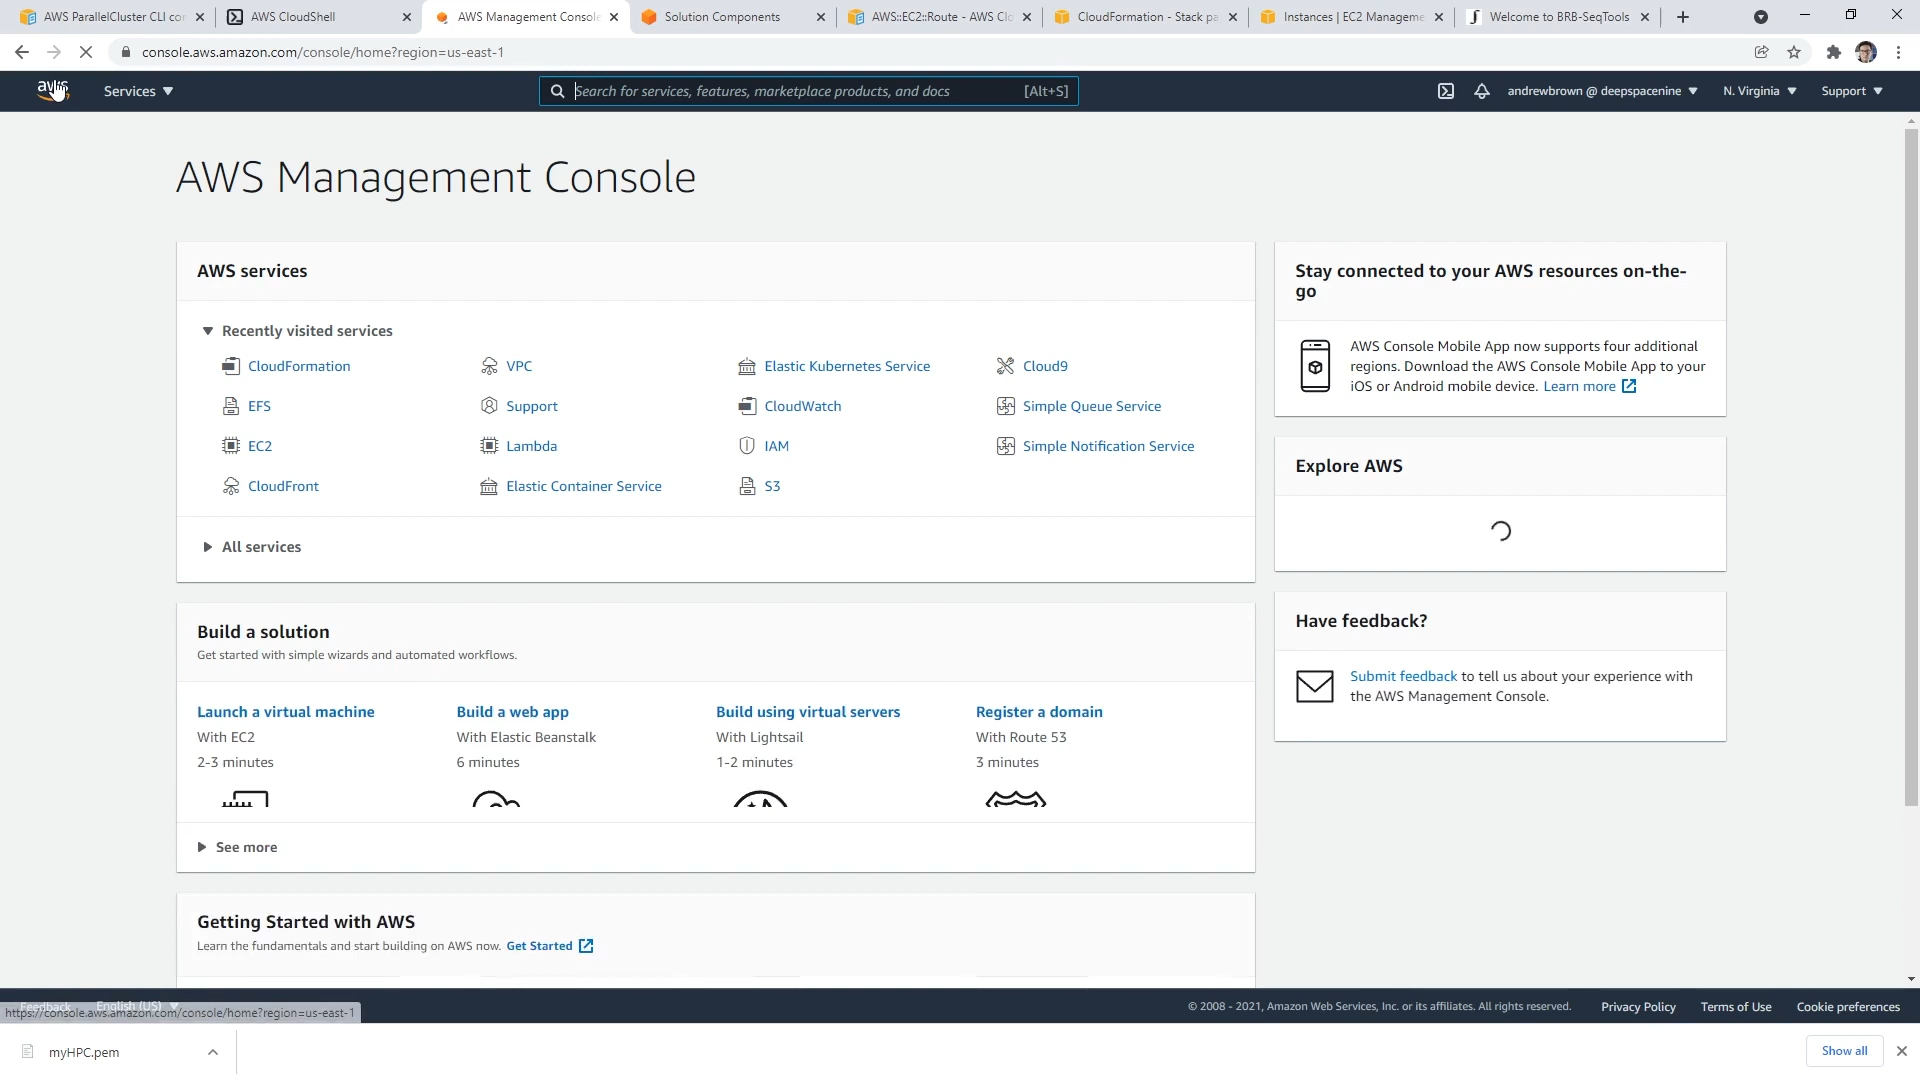 AWS ParallelCluster CLI co
AWS CloudShell
AWS Management Console
Solution Components
AWS::EC2::Route - AWS Clo
CloudFormation - Stack pa
Instances | EC2 Manageme
Welcome to BRB-SeqTools
console.aws.amazon.com/console/home?region=us-east-1
aws
Services
Search for services, features, marketplace products, and docs
[Alt+S]
andrewbrown @ deepspacenine
N. Virginia
Support
AWS Management Console
AWS services
Recently visited services
CloudFormation
VPC
Elastic Kubernetes Service
Cloud9
EFS
Support
CloudWatch
Simple Queue Service
EC2
Lambda
IAM
Simple Notification Service
CloudFront
Elastic Container Service
S3
All services
Stay connected to your AWS resources on-the-
go
AWS Console Mobile App now supports four additional
regions. Download the AWS Console Mobile App to your
iOS or Android mobile device. Learn more
Explore AWS
Have feedback?
Submit feedback to tell us about your experience with
the AWS Management Console.
Build a solution
Get started with simple wizards and automated workflows.
Launch a virtual machine
With EC2
2-3 minutes
Build a web app
With Elastic Beanstalk
6 minutes
Build using virtual servers
With Lightsail
1-2 minutes
Register a domain
With Route 53
3 minutes
See more
Getting Started with AWS
Learn the fundamentals and start building on AWS now. Get Started
Feedback
English (US)
https://console.aws.amazon.com/console/home?region=us-east-1
© 2008 - 2021, Amazon Web Services, Inc. or its affiliates. All rights reserved.
Privacy Policy
Terms of Use
Cookie preferences
myHPC.pem
Show all